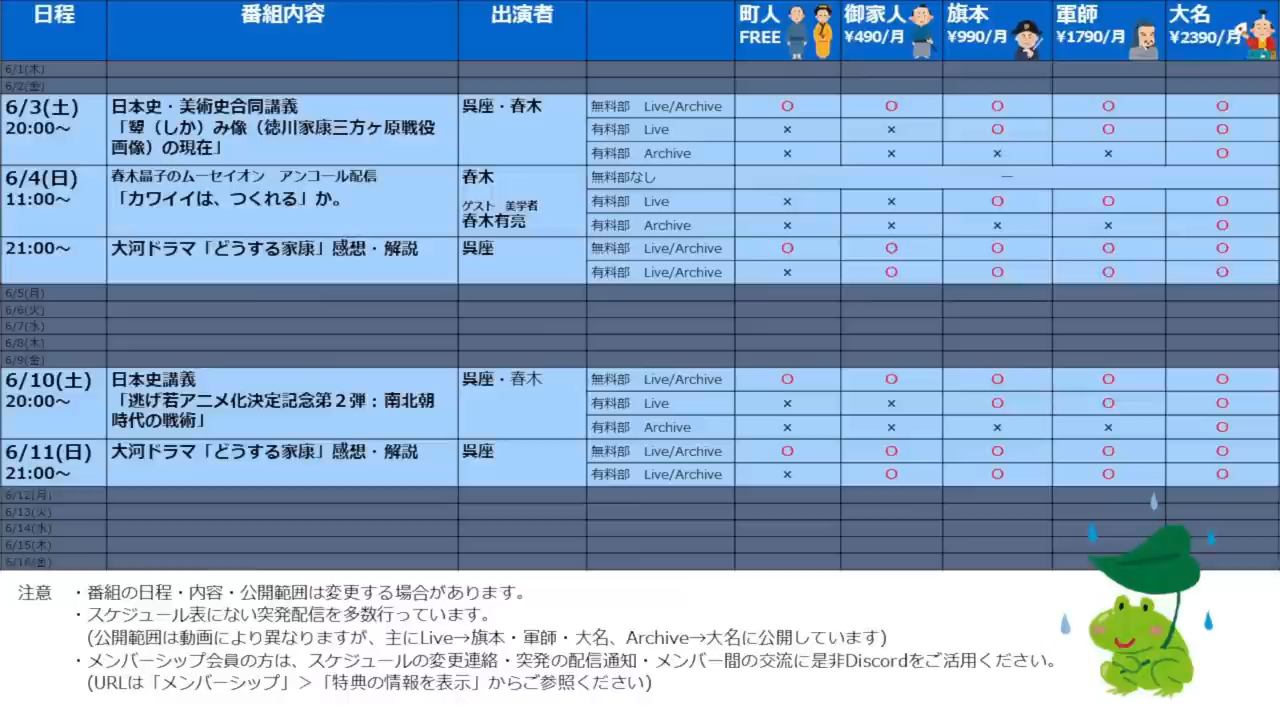 日程 番組内容 出演者 町人 御家人 旗本 軍師 大名
FREE ¥490/月 ¥990/月 ¥1790/月 ¥2390/月
6/1(木)
6/2(金)
6/3(土) 日本史・美術史合同講義 呉座・春木 無料部 Live/Archive ○ ○ ○ ○ ○
20:00～ 「顰（しか）み像（徳川家康三方ヶ原戦役 有料部 Live × × ○ ○ ○
画像）の現在」 有料部 Archive × × × × ○
6/4(日) 春木晶子のムーセイオン アンコール配信 春木 無料部なし ―
11:00～ 「カワイイは、つくれる」か。 ゲスト 美学者 有料部 Live × × ○ ○ ○
春木有亮 有料部 Archive × × × × ○
21:00～ 大河ドラマ「どうする家康」感想・解説 呉座 無料部 Live/Archive ○ ○ ○ ○ ○
有料部 Live/Archive × ○ ○ ○ ○
6/5(月)
6/6(火)
6/7(水)
6/8(木)
6/9(金)
6/10(土) 日本史講義 呉座・春木 無料部 Live/Archive ○ ○ ○ ○ ○
20:00～ 「逃げ若アニメ化決定記念第２弾：南北朝 有料部 Live × × ○ ○ ○
時代の戦術」 有料部 Archive × × × × ○
6/11(日) 大河ドラマ「どうする家康」感想・解説 呉座 無料部 Live/Archive ○ ○ ○ ○ ○
21:00～ 有料部 Live/Archive × ○ ○ ○ ○
6/12(月)
6/13(火)
6/14(水)
6/15(木)
6/16(金)
注意 ・番組の日程・内容・公開範囲は変更する場合があります。
・スケジュール表にない突発配信を多数行っています。
(公開範囲は動画により異なりますが、主にLive→旗本・軍師・大名、Archive→大名に公開しています)
・メンバーシップ会員の方は、スケジュールの変更連絡・突発の配信通知・メンバー間の交流に是非Discordをご活用ください。
(URLは「メンバーシップ」＞「特典の情報を表示」からご参照ください)